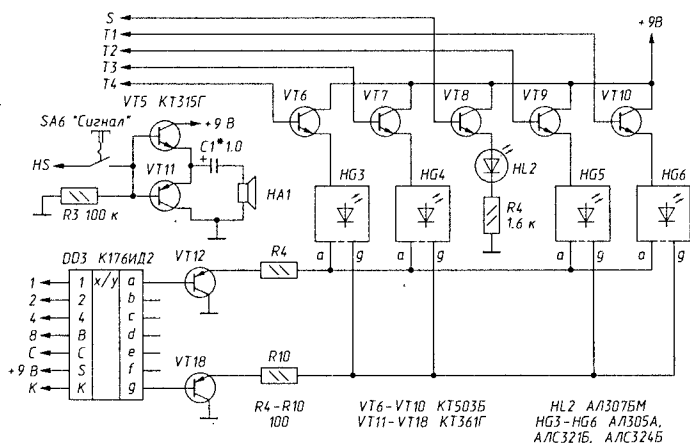 S
T1
T2
T3
T4
+9В
VT6
VT7
VT8
VT9
VT10
VT5 КТ315Г
+9 В
SA6 "Сигнал"
C1* 1.0
+
HS
VT11
HA1
R3 100 к
HG3
HG4
HL2
HG5
HG6
R4
1.6 к
a g
a g
a g
a g
DD3 К176ИД2
VT12
R4
1 1 x/y a
2 2 b
4 4 c
8 B d
C C e
+9 В S f
K K g
VT18
R10
R4-R10
100
VT6-VT10 КТ503Б
VT11-VT18 КТ361Г
HL2 АЛ307БМ
HG3-HG6 АЛ305А,
АЛС321Б, АЛС324Б